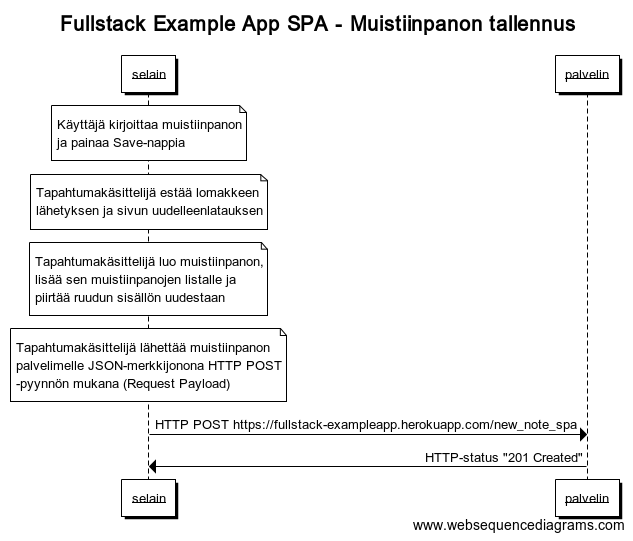 Fullstack Example App SPA - Muistiinpanon tallennus
selain
palvelin
Käyttäjä kirjoittaa muistiinpanon
ja painaa Save-nappia
Tapahtumakäsittelijä estää lomakkeen
lähetyksen ja sivun uudelleenlatauksen
Tapahtumakäsittelijä luo muistiinpanon,
lisää sen muistiinpanojen listalle ja
piirtää ruudun sisällön uudestaan
Tapahtumakäsittelijä lähettää muistiinpanon
palvelimelle JSON-merkkijonona HTTP POST
-pyynnön mukana (Request Payload)
HTTP POST https://fullstack-exampleapp.herokuapp.com/new_note_spa
HTTP-status "201 Created"
selain
palvelin
www.websequencediagrams.com